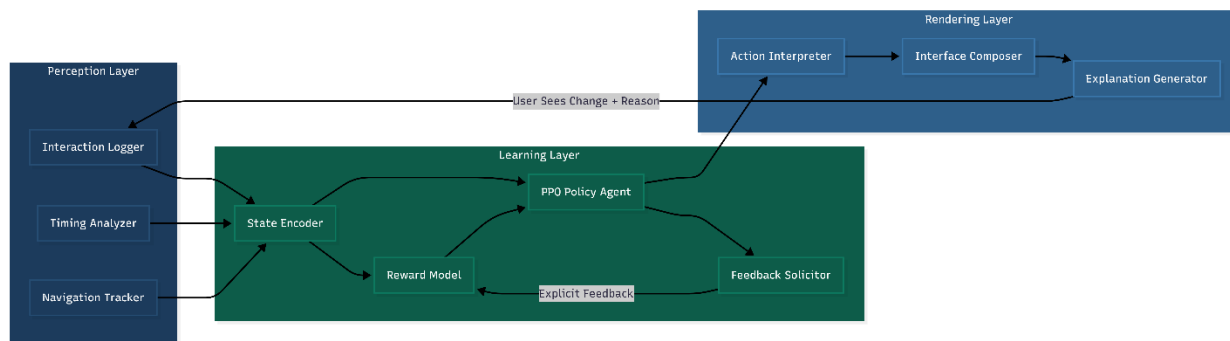 Rendering Layer
Action Interpreter
Interface Composer
Explanation Generator
Perception Layer
User Sees Change + Reason
Interaction Logger
Learning Layer
PPO Policy Agent
Timing Analyzer
State Encoder
Reward Model
Feedback Solicitor
Navigation Tracker
Explicit Feedback